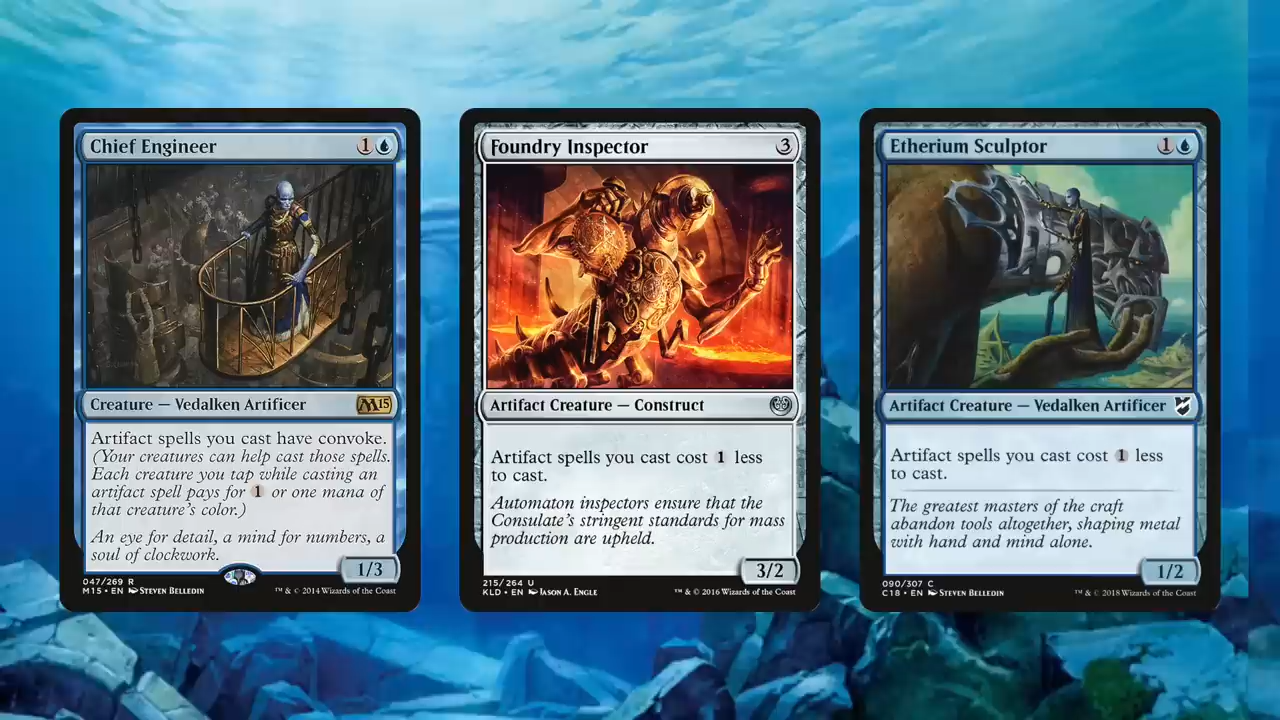 Chief Engineer 1
Creature — Vedalken Artificer M15
Artifact spells you cast have convoke.
(Your creatures can help cast those spells.
Each creature you tap while casting an
artifact spell pays for 1 or one mana of
that creature's color.)
An eye for detail, a mind for numbers, a
soul of clockwork.
1/3
047/269 R
M15 • EN STEVEN BELLEDIN
™ & © 2014 Wizards of the Coast
Foundry Inspector 3
Artifact Creature — Construct
Artifact spells you cast cost 1 less
to cast.
Automaton inspectors ensure that the
Consulate's stringent standards for mass
production are upheld.
3/2
215/264 U
KLD • EN JASON A. ENGLE
™ & © 2016 Wizards of the Coast
Etherium Sculptor 1
Artifact Creature — Vedalken Artificer
Artifact spells you cast cost 1 less
to cast.
The greatest masters of the craft
abandon tools altogether, shaping metal
with hand and mind alone.
1/2
090/307 C
C18 • EN STEVEN BELLEDIN
™ & © 2018 Wizards of the Coast